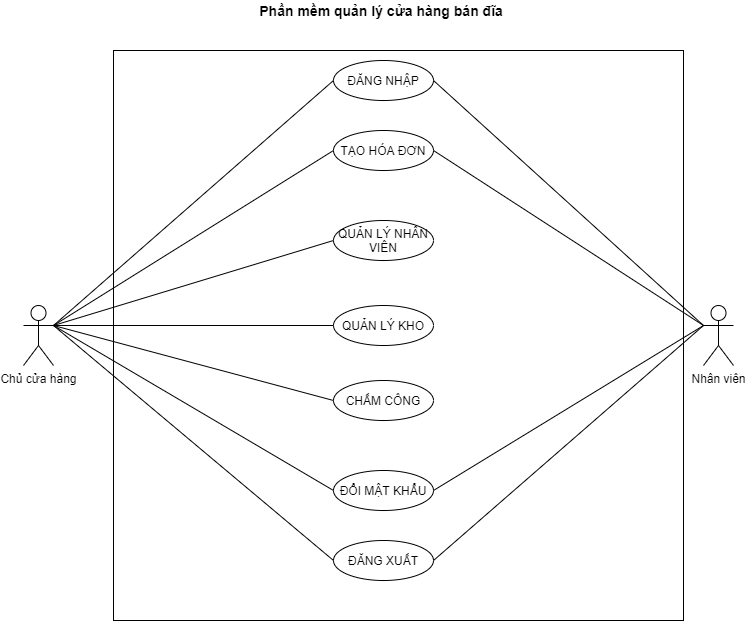 Phần mềm quản lý cửa hàng bán đĩa
ĐĂNG NHẬP
TẠO HÓA ĐƠN
QUẢN LÝ NHÂN
VIÊN
QUẢN LÝ KHO
Chủ cửa hàng
Nhân viên
CHẤM CÔNG
ĐỔI MẬT KHẨU
ĐĂNG XUẤT